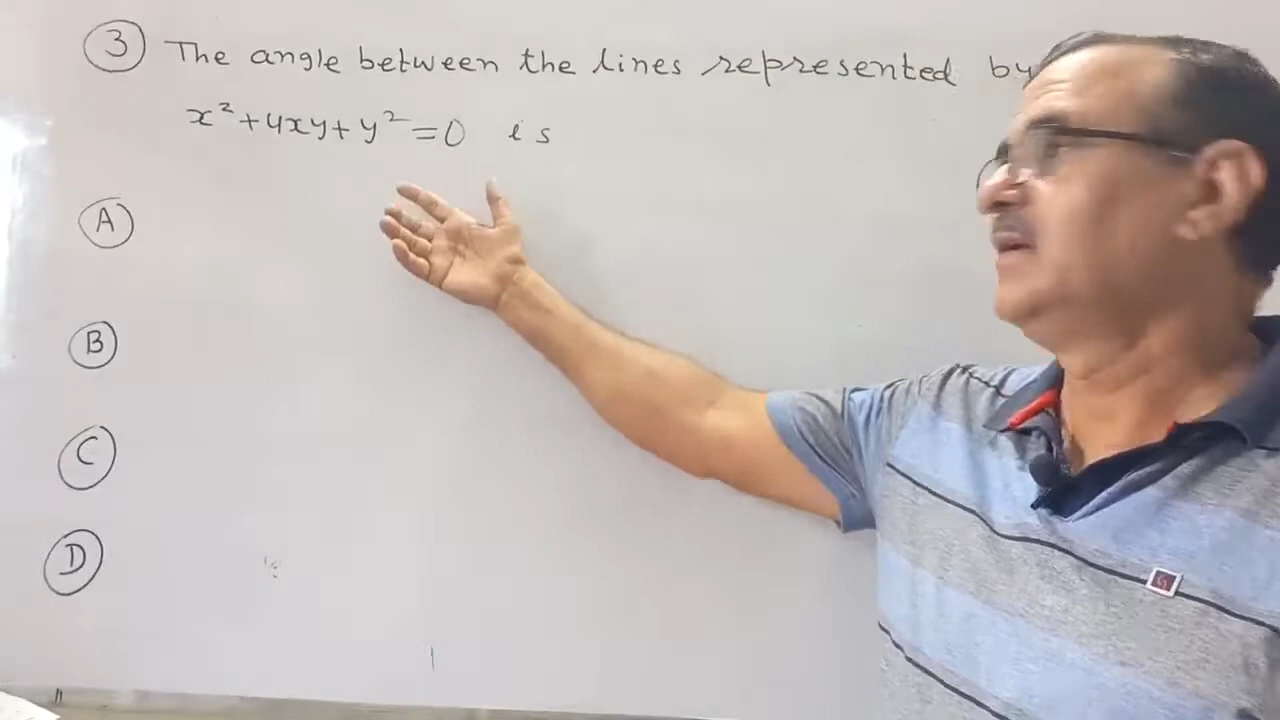 ③ The angle between the lines represented by
x²+4xy+y²=0 is
Ⓐ
Ⓑ
Ⓒ
Ⓓ